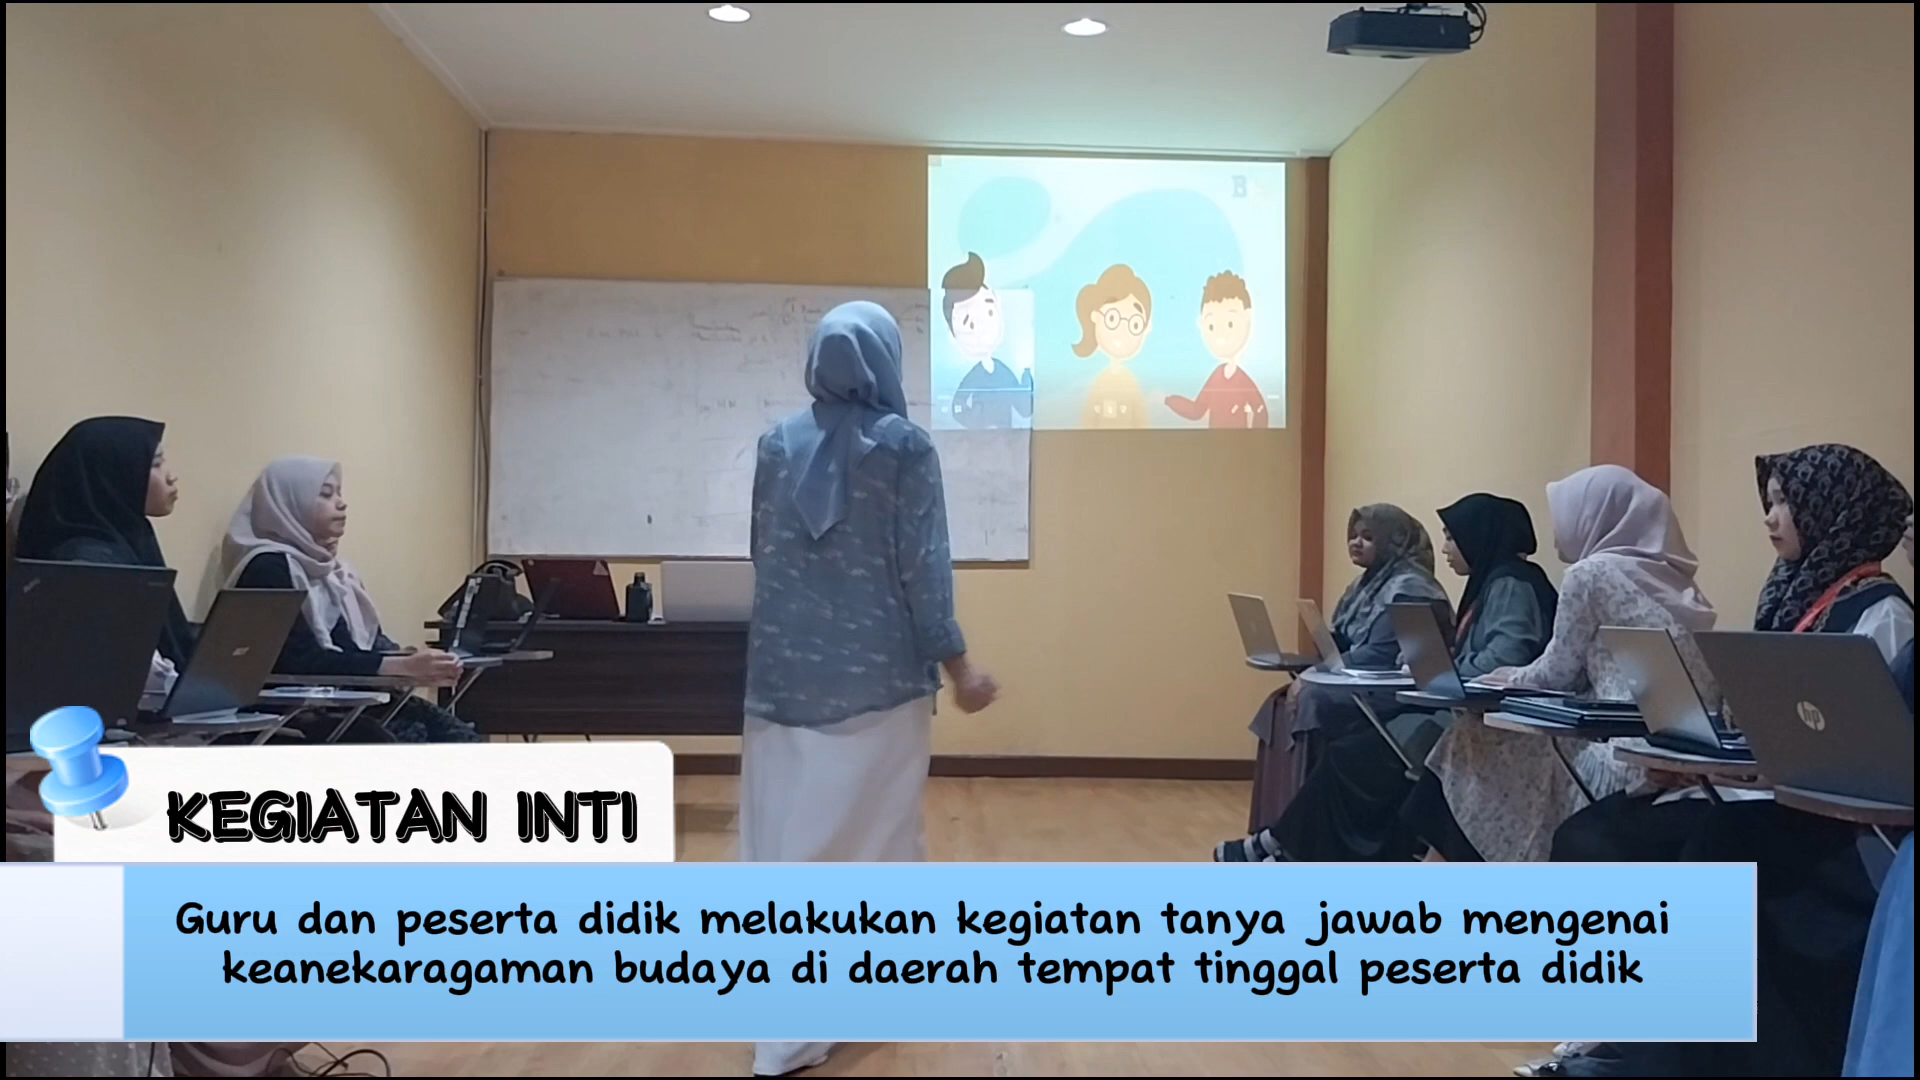 B
hp
KEGIATAN INTI
Guru dan peserta didik melakukan kegiatan tanya jawab mengenai
keanekaragaman budaya di daerah tempat tinggal peserta didik